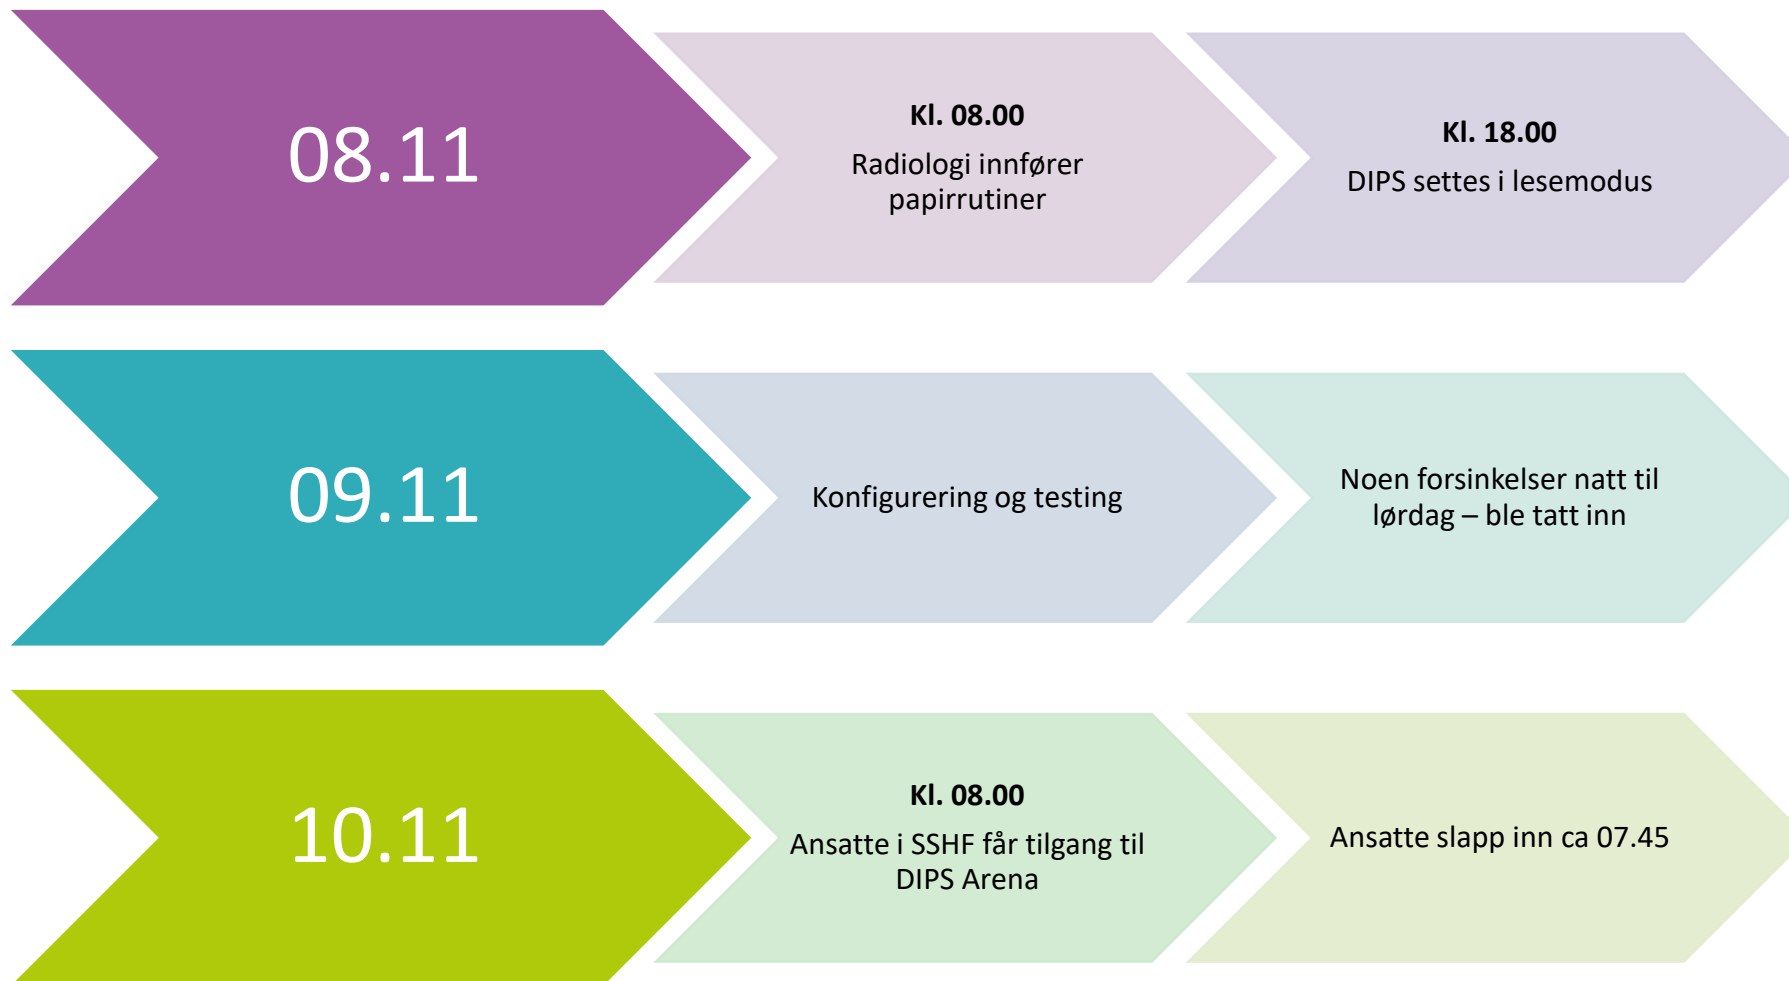 08.11
Kl. 08.00
Radiologi innfører
papirrutiner
Kl. 18.00
DIPS settes i lesemodus
09.11
Konfigurering og testing
Noen forsinkelser natt til
lørdag – ble tatt inn
10.11
Kl. 08.00
Ansatte i SSHF får tilgang til
DIPS Arena
Ansatte slapp inn ca 07.45